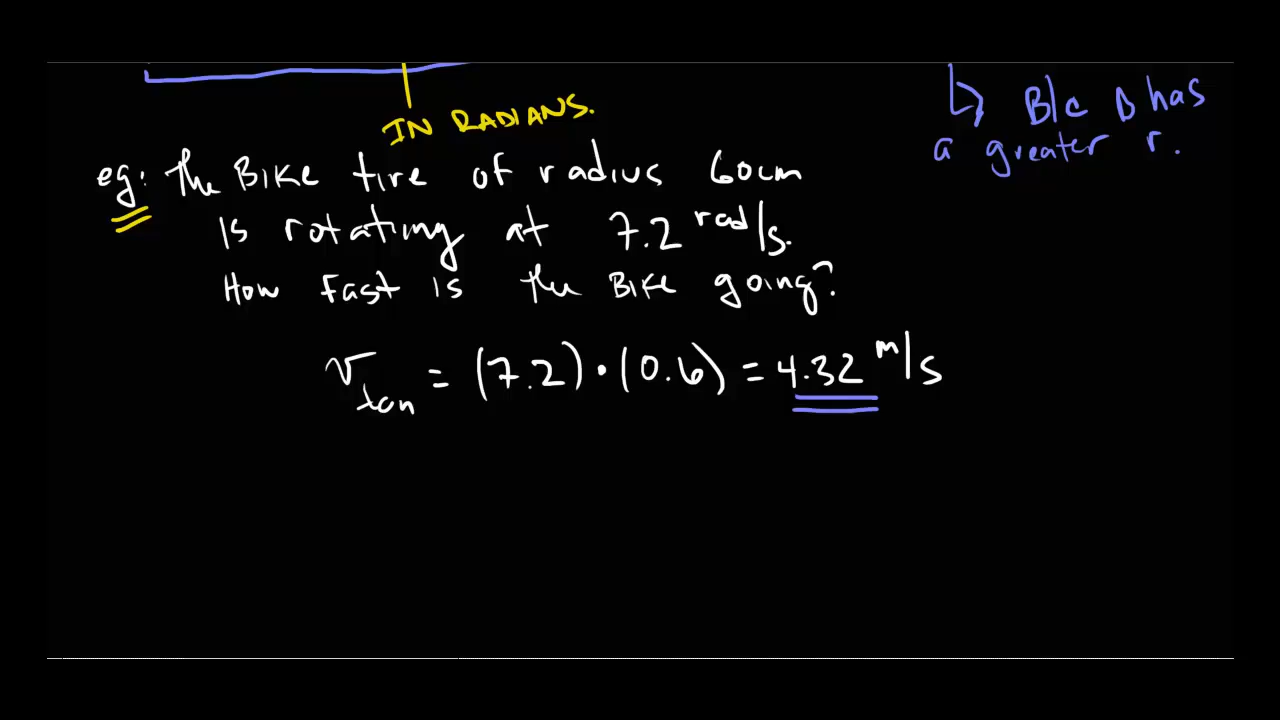 IN RADIANS.
B/c D has
a greater r.
eg: The Bike tire of radius 60cm
is rotating at 7.2 rad/s.
How Fast is the Bike going?
v_tan = (7.2) • (0.6) = 4.32 m/s